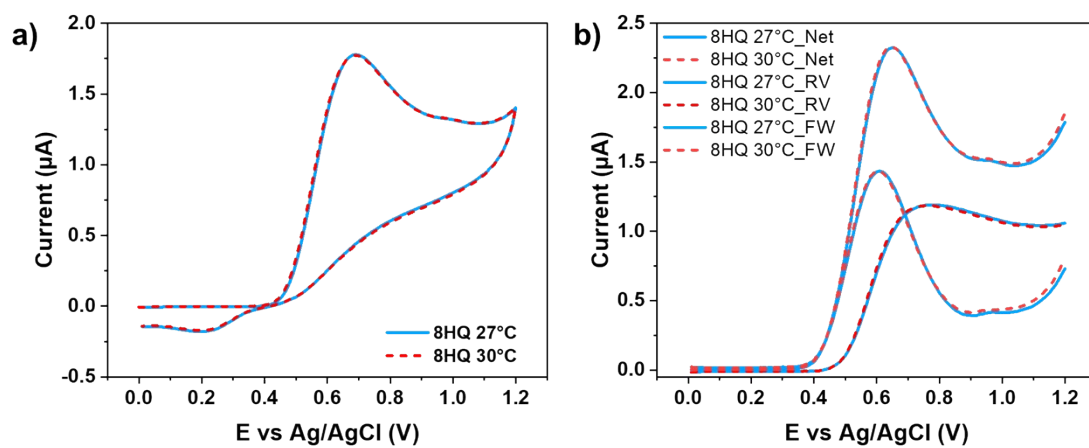 a)
2.0
1.5
1.0
0.5
0.0
-0.5
Current (µA)
8HQ 27°C
8HQ 30°C
0.0 0.2 0.4 0.6 0.8 1.0 1.2
E vs Ag/AgCl (V)
b)
2.5
2.0
1.5
1.0
0.5
0.0
Current (µA)
8HQ 27°C_Net
8HQ 30°C_Net
8HQ 27°C_RV
8HQ 30°C_RV
8HQ 27°C_FW
8HQ 30°C_FW
0.0 0.2 0.4 0.6 0.8 1.0 1.2
E vs Ag/AgCl (V)